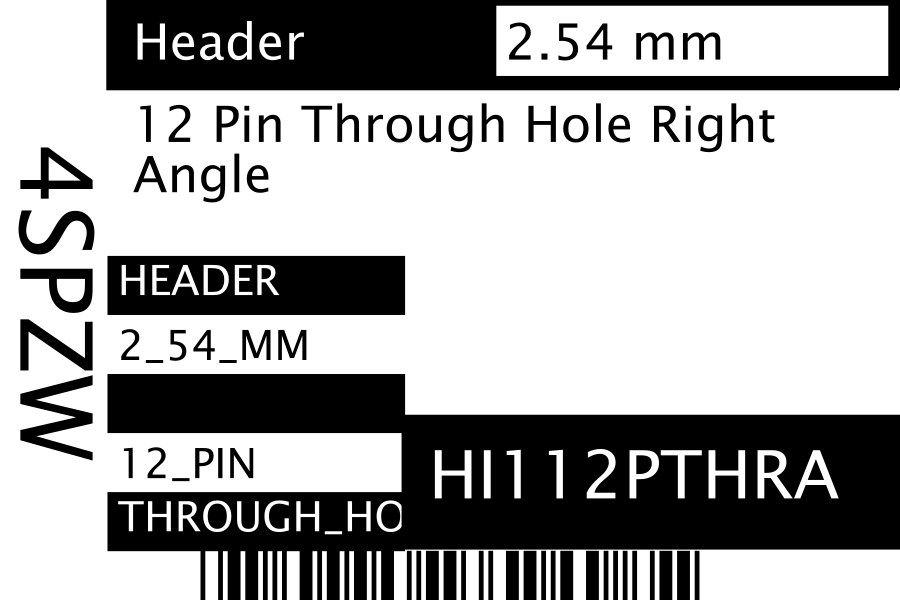 Header
2.54 mm
12 Pin Through Hole Right
Angle
4SPZW
HEADER
2_54_MM
12_PIN
THROUGH_HO
HI112PTHRA